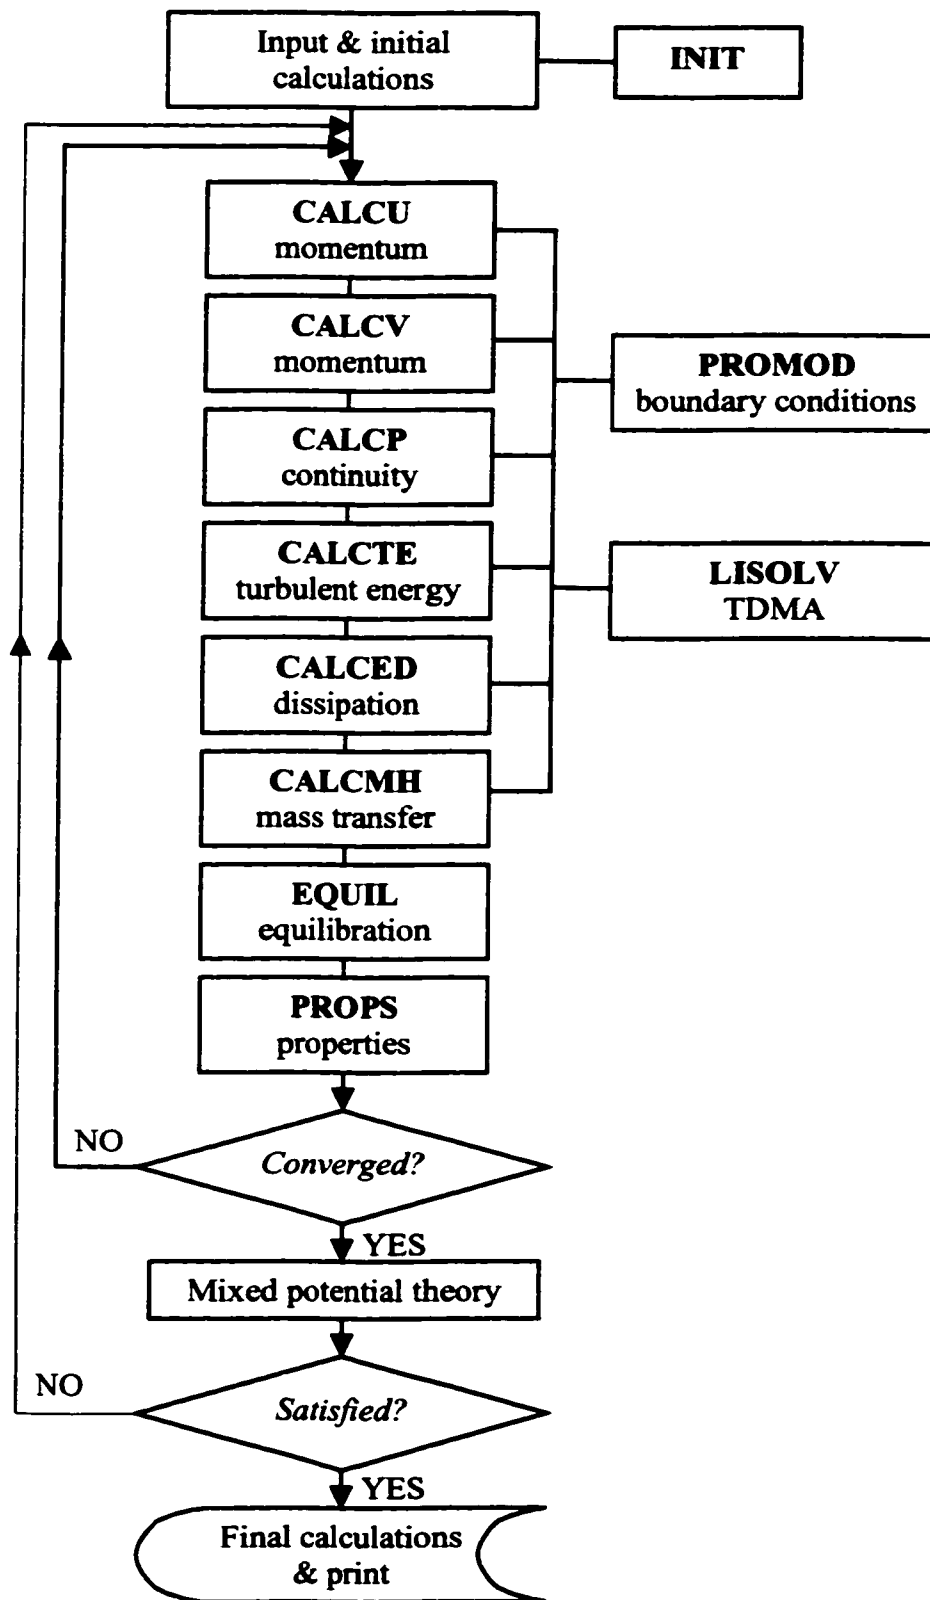 Input & initial
calculations
INIT
CALCU
momentum
CALCV
momentum
PROMOD
boundary conditions
CALCP
continuity
CALCTE
turbulent energy
LISOLV
TDMA
CALCED
dissipation
CALCMH
mass transfer
EQUIL
equilibration
PROPS
properties
NO
Converged?
YES
Mixed potential theory
NO
Satisfied?
YES
Final calculations
& print